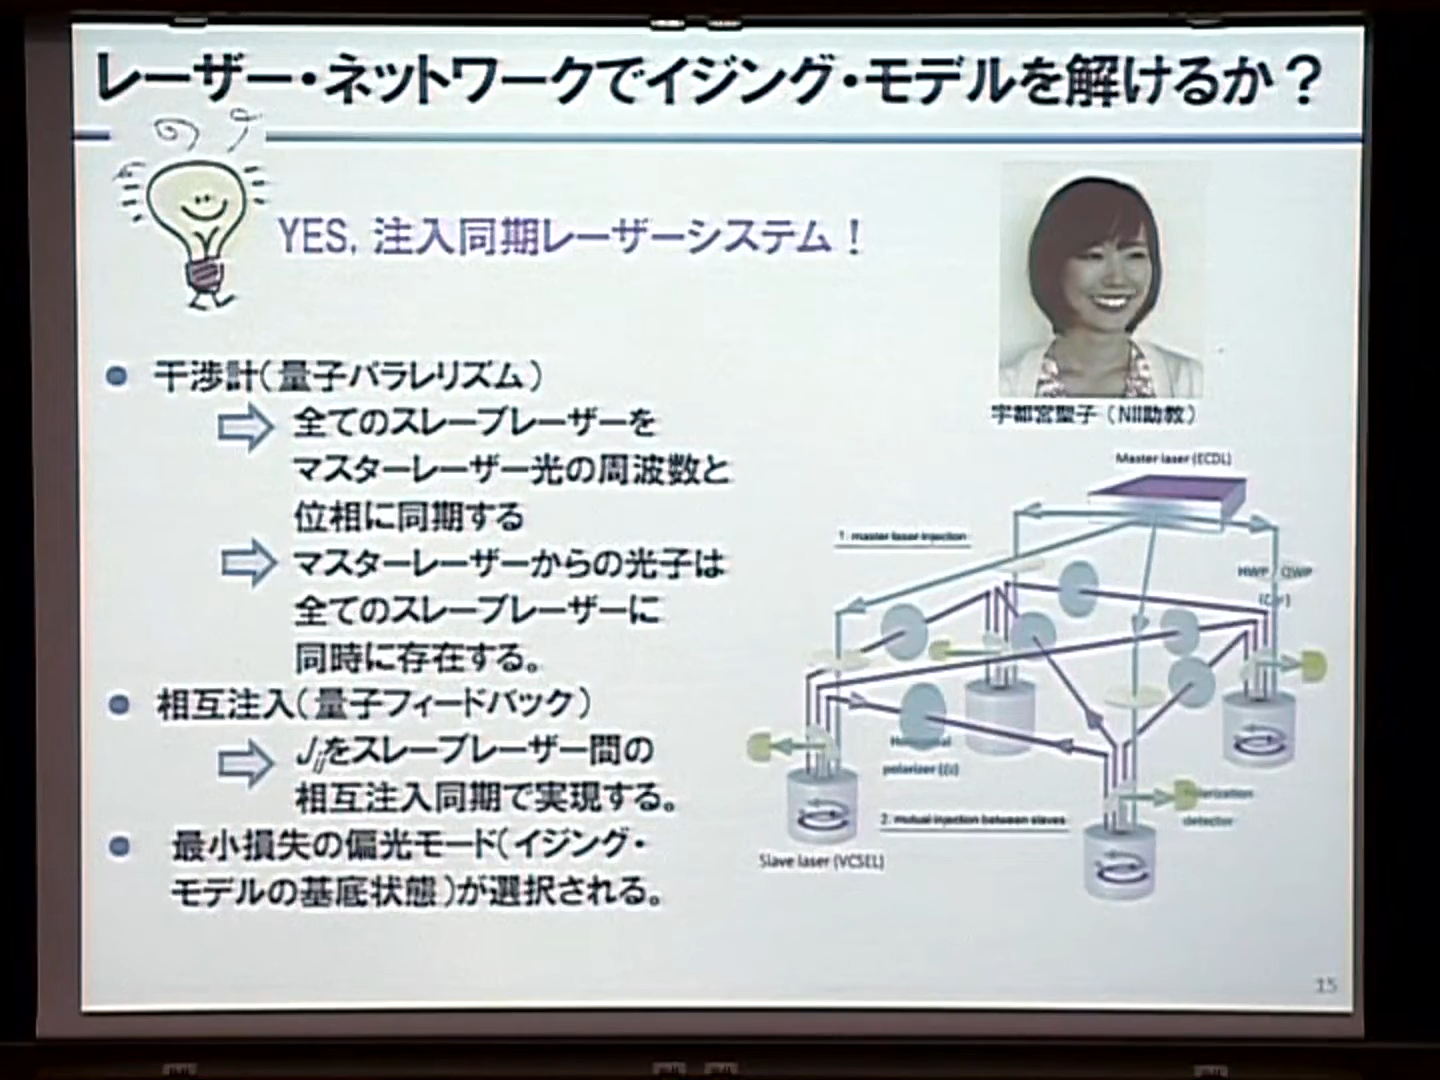 レーザー・ネットワークでイジング・モデルを解けるか？
YES, 注入同期レーザーシステム！
宇都宮聖子（NII助教）
干渉計（量子パラレリズム）
全てのスレーブレーザーを
マスターレーザー光の周波数と
位相に同期する
マスターレーザーからの光子は
全てのスレーブレーザーに
同時に存在する。
相互注入（量子フィードバック）
Jijをスレーブレーザー間の
相互注入同期で実現する。
最小損失の偏光モード（イジング・
モデルの基底状態）が選択される。
Master laser (ECDL)
1. master laser injection
HWP / QWP
polarizer
2. mutual injection between slaves
detector
Slave laser (VCSEL)
15